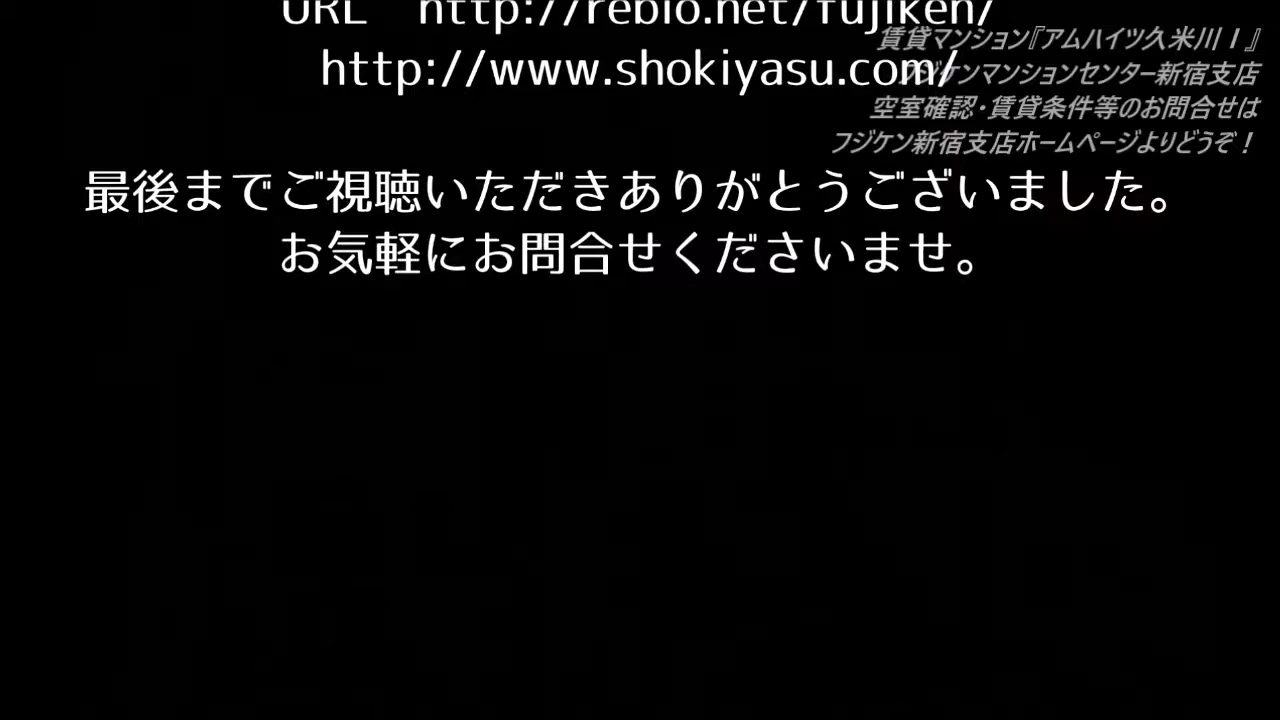 URL　http://rebio.net/fujiken/
http://www.shokiyasu.com/
最後までご視聴いただきありがとうございました。
お気軽にお問合せくださいませ。
賃貸マンション『アムハイツ久米川Ⅰ』
フジケンマンションセンター新宿支店
空室確認・賃貸条件等のお問合せは
フジケン新宿支店ホームページよりどうぞ！